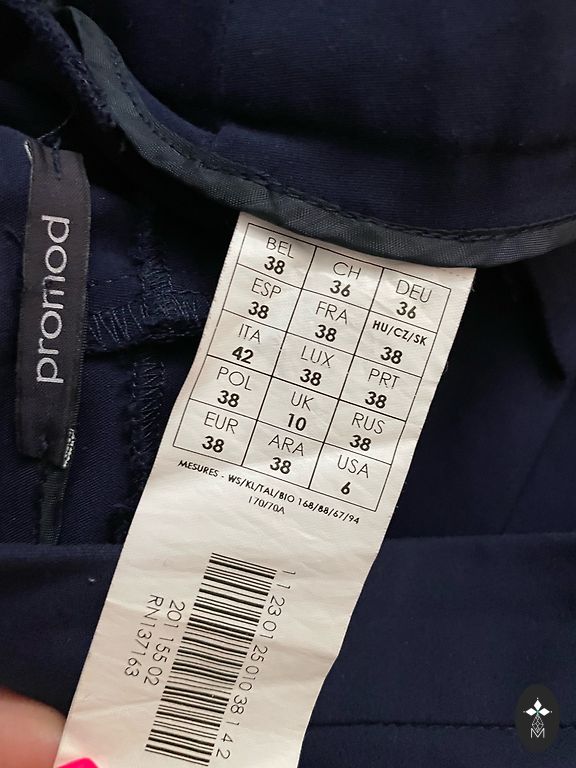 promod
BEL 38 CH 36 DEU 36
ESP 38 FRA 38 HU/CZ/SK 38
ITA 42 LUX 38 PRT 38
POL 38 UK 10 RUS 38
EUR 38 ARA 38 USA 6
MESURES - WS/KL/TAL/BIO 168/88/67/94
170/70A
1 1 23 01 25 010 38 1 4 2
201 155 02
RN137163
M